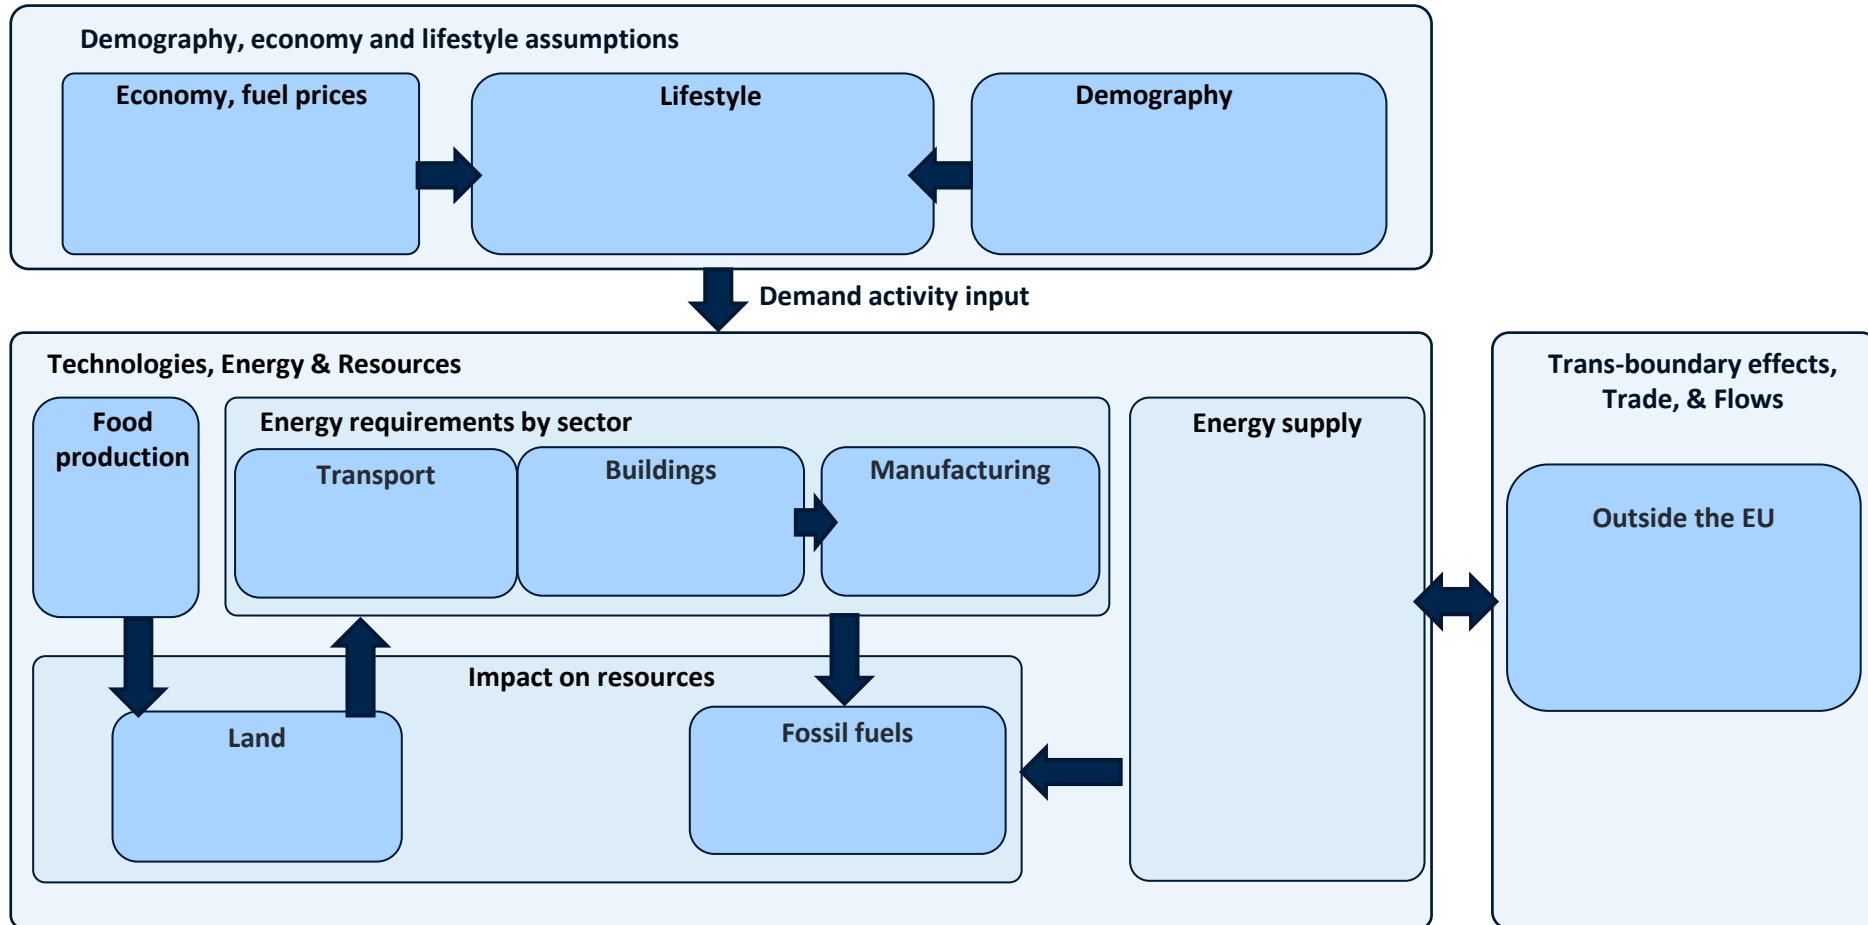 Demography, economy and lifestyle assumptions
Economy, fuel prices
Lifestyle
Demography
Demand activity input
Technologies, Energy & Resources
Food
production
Energy requirements by sector
Transport
Buildings
Manufacturing
Energy supply
Impact on resources
Land
Fossil fuels
Trans-boundary effects,
Trade, & Flows
Outside the EU